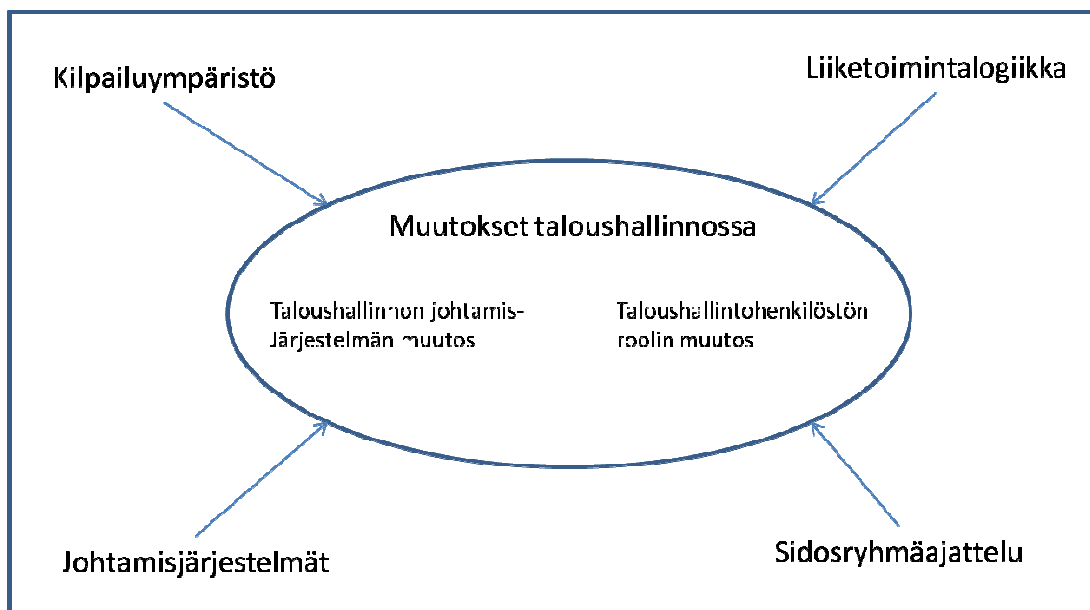 Kilpailuympäristö
Liiketoimintalogiikka
Muutokset taloushallinnossa
Taloushallinnon johtamis-
Järjestelmän muutos
Taloushallintohenkilöstön
roolin muutos
Johtamisjärjestelmät
Sidosryhmäajattelu